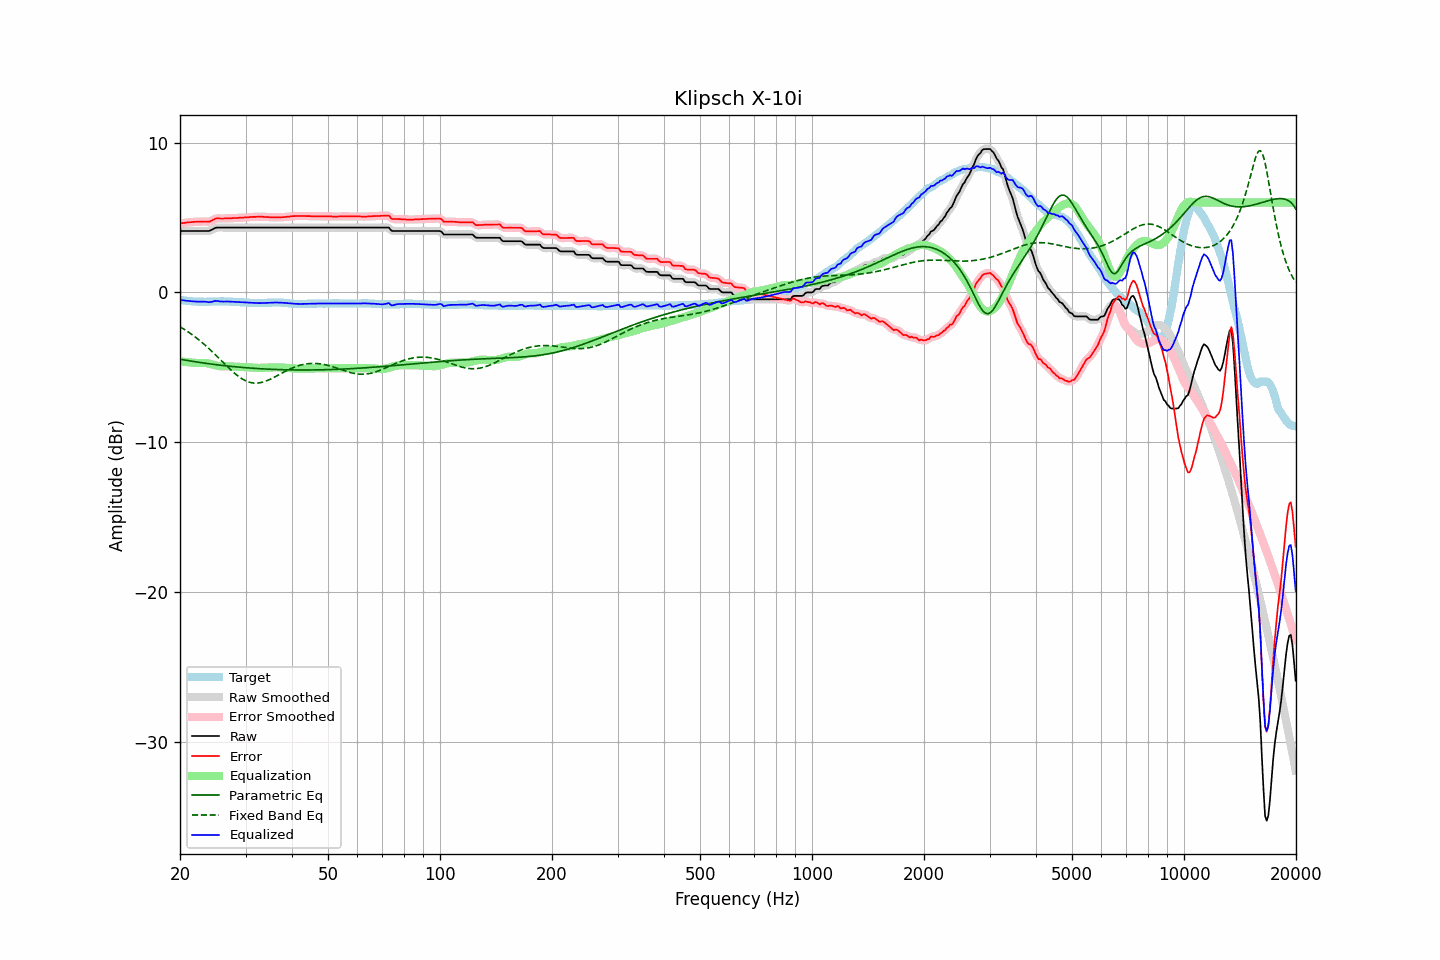 Klipsch X-10i
10
0
−10
−20
−30
Amplitude (dBr)
Target
Raw Smoothed
Error Smoothed
Raw
Error
Equalization
Parametric Eq
Fixed Band Eq
Equalized
20 50 100 200 500 1000 2000 5000 10000 20000
Frequency (Hz)